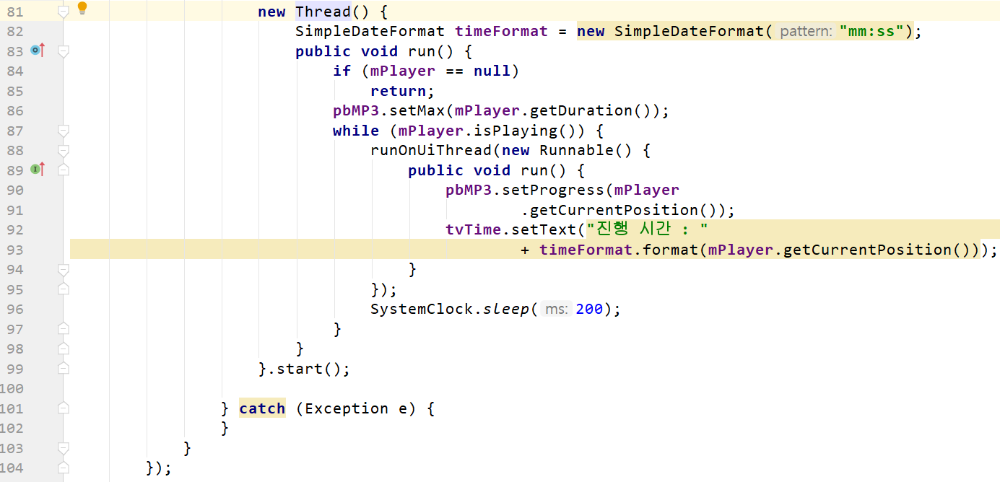 81 new Thread() {
82 SimpleDateFormat timeFormat = new SimpleDateFormat( pattern: "mm:ss");
83 public void run() {
84 if (mPlayer == null)
85 return;
86 pbMP3.setMax(mPlayer.getDuration());
87 while (mPlayer.isPlaying()) {
88 runOnUiThread(new Runnable() {
89 public void run() {
90 pbMP3.setProgress(mPlayer
91 .getCurrentPosition());
92 tvTime.setText("진행 시간 : "
93 + timeFormat.format(mPlayer.getCurrentPosition()));
94 }
95 });
96 SystemClock.sleep( ms: 200);
97 }
98 }
99 }.start();
100
101 } catch (Exception e) {
102 }
103 }
104 });